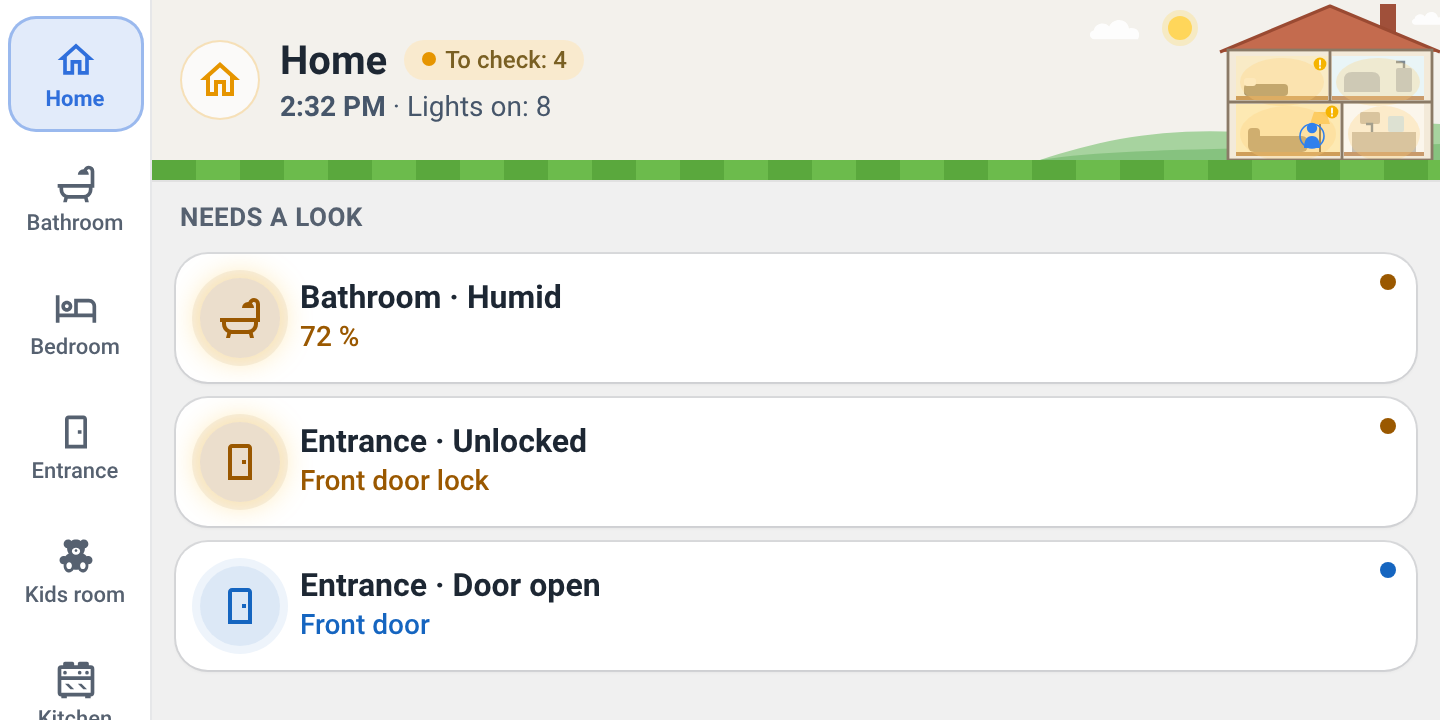 Home
Bathroom
Bedroom
Entrance
Kids room
Kitchen
Home
To check: 4
2:32 PM · Lights on: 8
NEEDS A LOOK
Bathroom · Humid
72 %
Entrance · Unlocked
Front door lock
Entrance · Door open
Front door